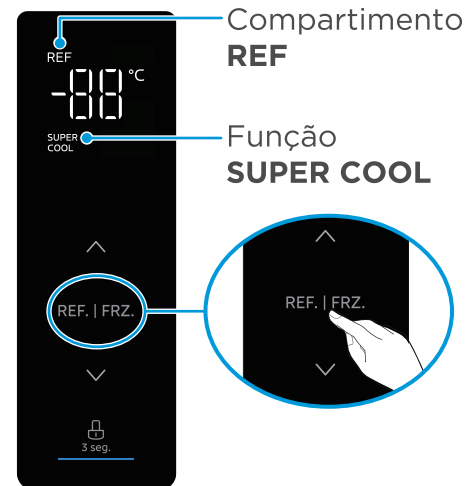 Compartimento
REF
REF
-88 °C
SUPER
COOL
Função
SUPER COOL
REF. | FRZ.
REF. | FRZ.
3 seg.